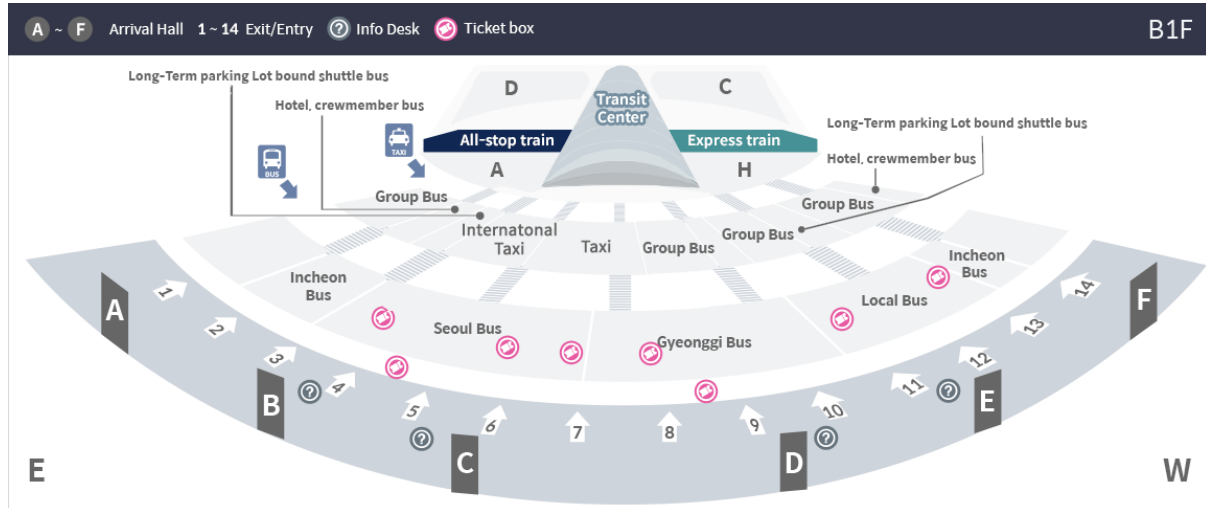 A ~ F Arrival Hall 1 ~ 14 Exit/Entry ? Info Desk Ticket box B1F
Long-Term parking Lot bound shuttle bus
Hotel, crewmember bus
BUS
TAXI
D
Transit
Center
C
All-stop train
Express train
A
H
Long-Term parking Lot bound shuttle bus
Hotel, crewmember bus
Group Bus
Internatonal
Taxi
Taxi
Group Bus
Group Bus
Group Bus
Incheon
Bus
Seoul Bus
Gyeonggi Bus
Local Bus
Incheon
Bus
A
B
C
D
E
F
1
2
3
4
5
6
7
8
9
10
11
12
13
14
?
?
?
?
E
W